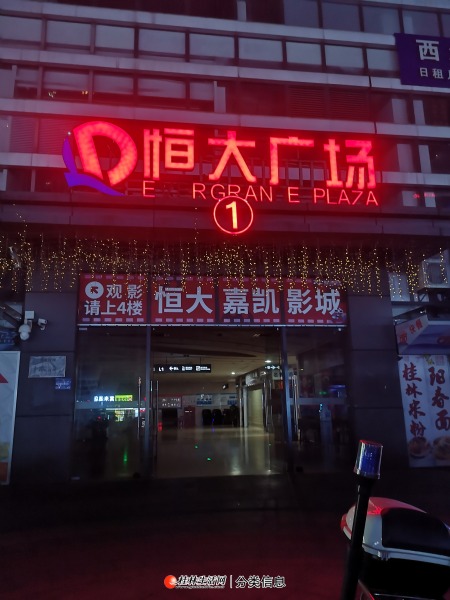 西
日租房
恒大广场
E RGRAN E PLAZA
1
观影
请上4楼
恒大 嘉凯影城
桂林米粉
阳春面
桂林生活网 | 分类信息